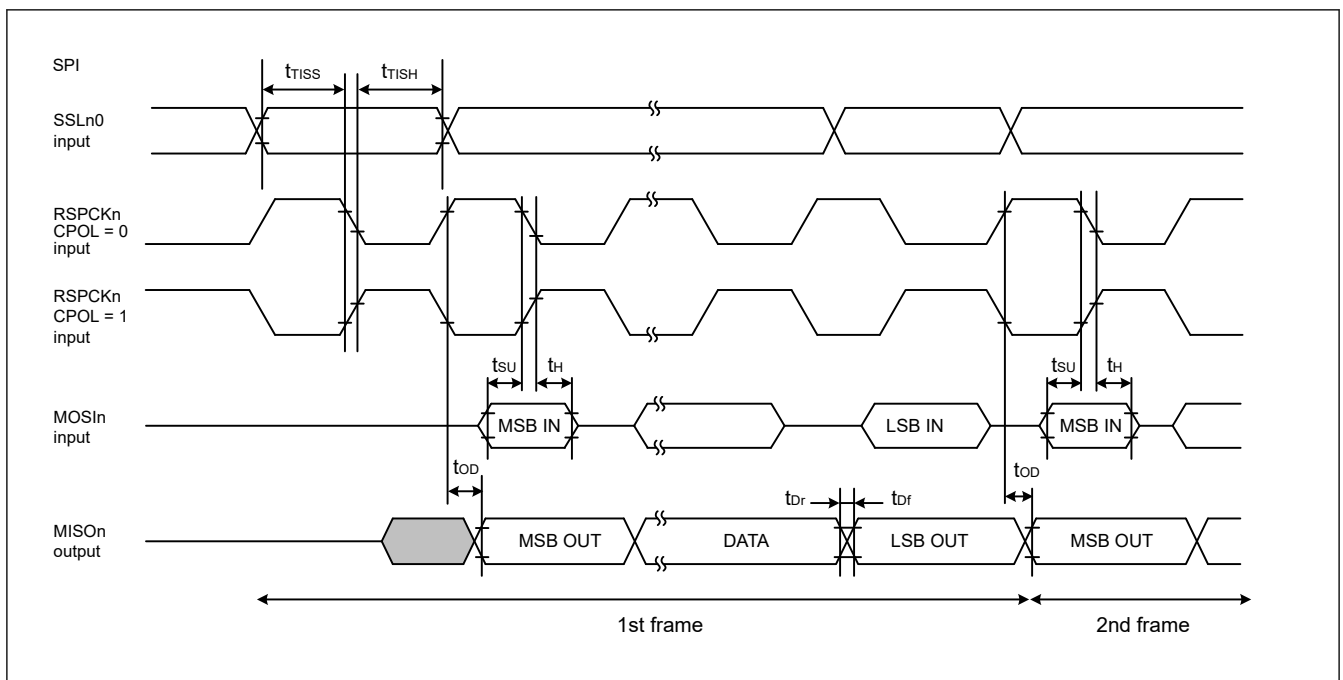 SPI
tTISS
tTISH
SSLn0
input
RSPCKn
CPOL = 0
input
RSPCKn
CPOL = 1
input
tSU
tH
tSU
tH
MOSIn
input
MSB IN
LSB IN
MSB IN
tOD
tOD
tDr
tDf
MISOn
output
MSB OUT
DATA
LSB OUT
MSB OUT
1st frame
2nd frame